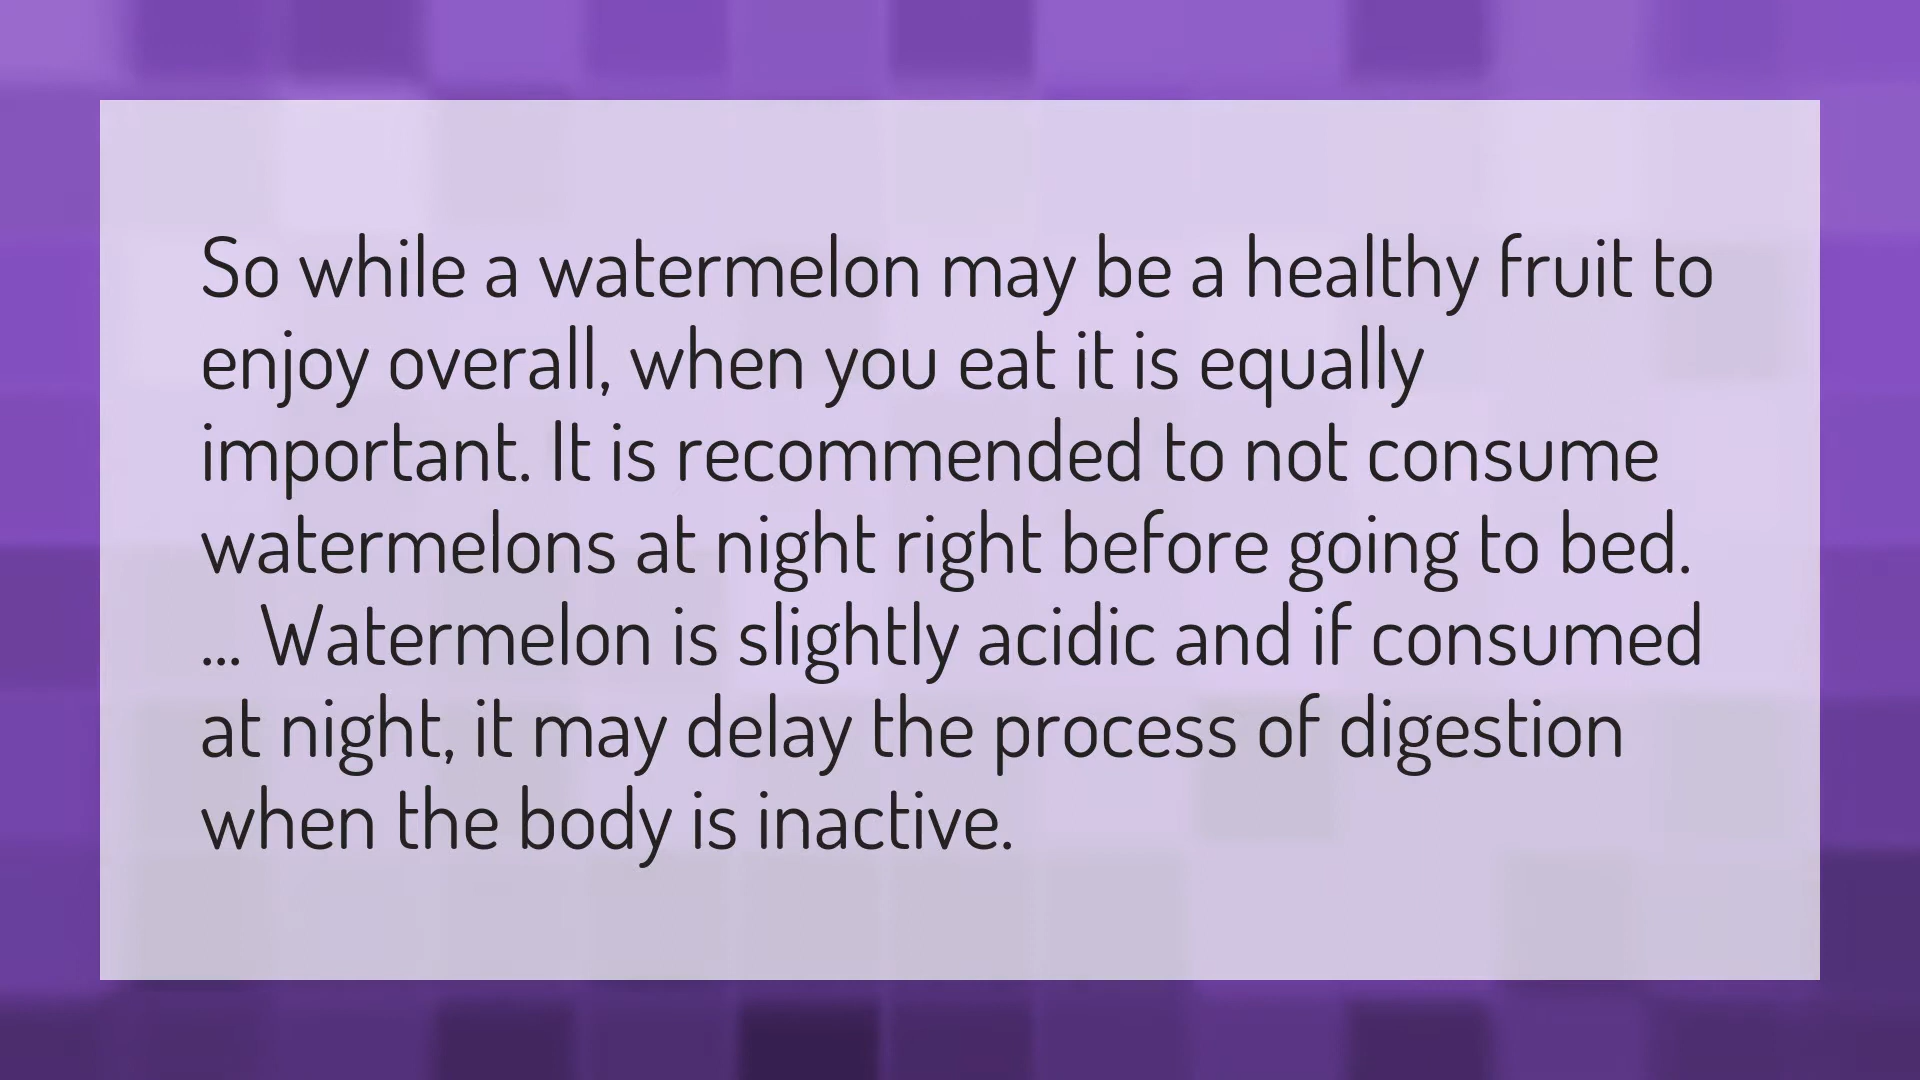 So while a watermelon may be a healthy fruit to
enjoy overall, when you eat it is equally
important. It is recommended to not consume
watermelons at night right before going to bed.
... Watermelon is slightly acidic and if consumed
at night, it may delay the process of digestion
when the body is inactive.